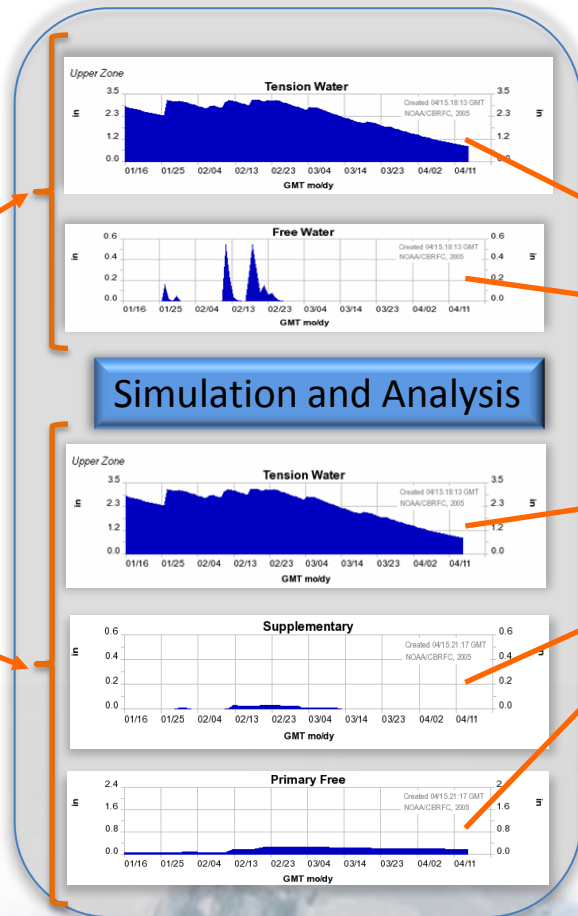 Upper Zone
Tension Water
3.5 3.5
Created 04/15.18:13 GMT
NOAA/CBRFC, 2005
in 2.3 2.3 in
1.2 1.2
0.0 0.0
01/16 01/25 02/04 02/13 02/23 03/04 03/14 03/23 04/02 04/11
GMT mo/dy
Free Water
0.6 0.6
Created 04/15.18:13 GMT
NOAA/CBRFC, 2005
in 0.4 0.4 in
0.2 0.2
0.0 0.0
01/16 01/25 02/04 02/13 02/23 03/04 03/14 03/23 04/02 04/11
GMT mo/dy
Simulation and Analysis
Upper Zone
Tension Water
3.5 3.5
Created 04/15.18:13 GMT
NOAA/CBRFC, 2005
in 2.3 2.3 in
1.2 1.2
0.0 0.0
01/16 01/25 02/04 02/13 02/23 03/04 03/14 03/23 04/02 04/11
GMT mo/dy
Supplementary
0.6 0.6
Created 04/15.21:17 GMT
NOAA/CBRFC, 2005
in 0.4 0.4 in
0.2 0.2
0.0 0.0
01/16 01/25 02/04 02/13 02/23 03/04 03/14 03/23 04/02 04/11
GMT mo/dy
Primary Free
2.4
Created 04/15.21:17 GMT
NOAA/CBRFC, 2005
in 1.6 1.6 in
0.8 0.8
0.0 0.0
01/16 01/25 02/04 02/13 02/23 03/04 03/14 03/23 04/02 04/11
GMT mo/dy